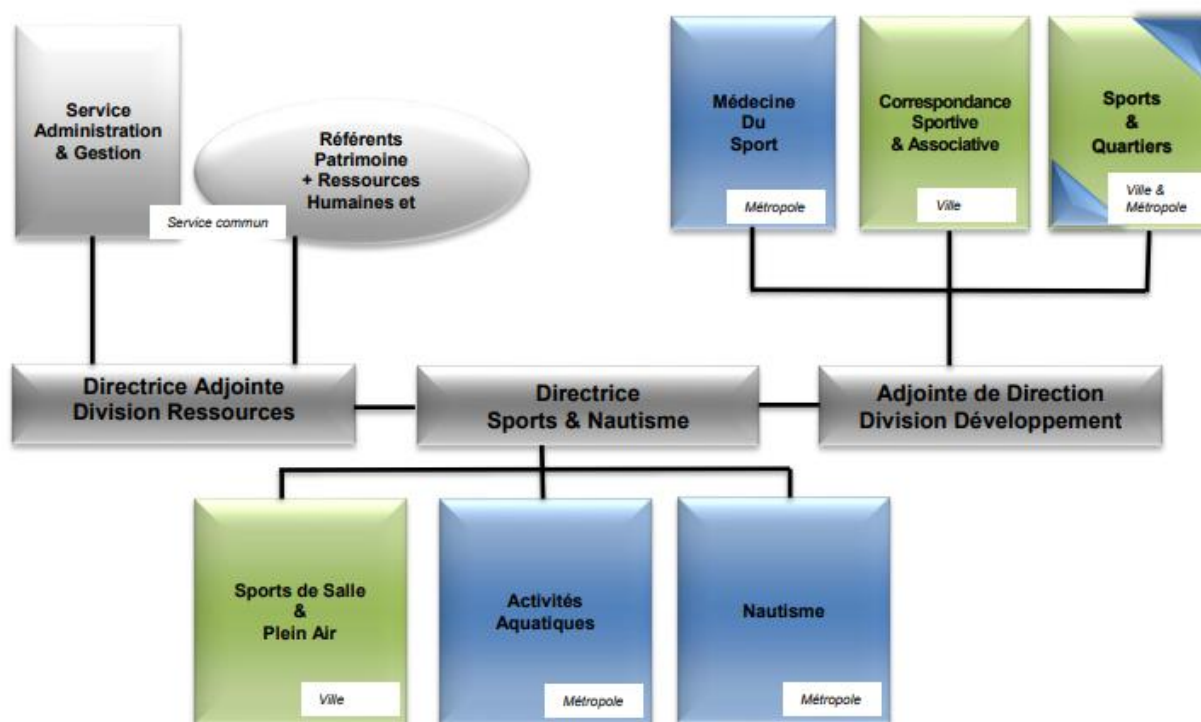 Service
Administration
& Gestion
Service commun
Référents
Patrimoine
+ Ressources
Humaines et
Médecine
Du
Sport
Métropole
Correspondance
Sportive
& Associative
Ville
Sports
&
Quartiers
Ville &
Métropole
Directrice Adjointe
Division Ressources
Directrice
Sports & Nautisme
Adjointe de Direction
Division Développement
Sports de Salle
&
Plein Air
Ville
Activités
Aquatiques
Métropole
Nautisme
Métropole